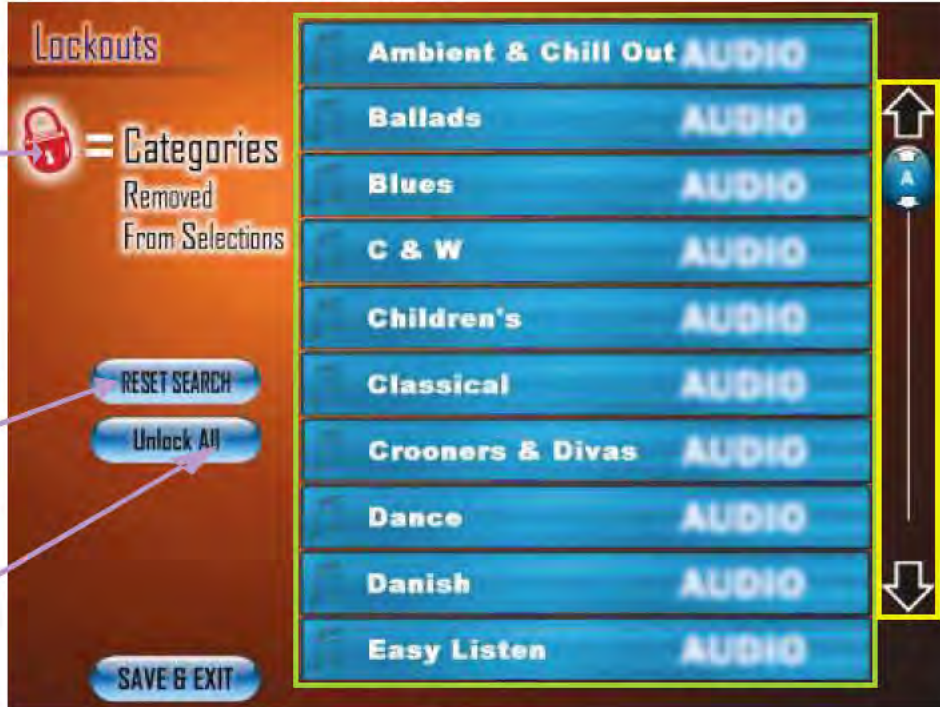 Lockouts
= Categories
Removed
From Selections
RESET SEARCH
Unlock All
SAVE & EXIT
Ambient & Chill Out AUDIO
Ballads AUDIO
Blues AUDIO
C & W AUDIO
Children's AUDIO
Classical AUDIO
Crooners & Divas AUDIO
Dance AUDIO
Danish AUDIO
Easy Listen AUDIO
A